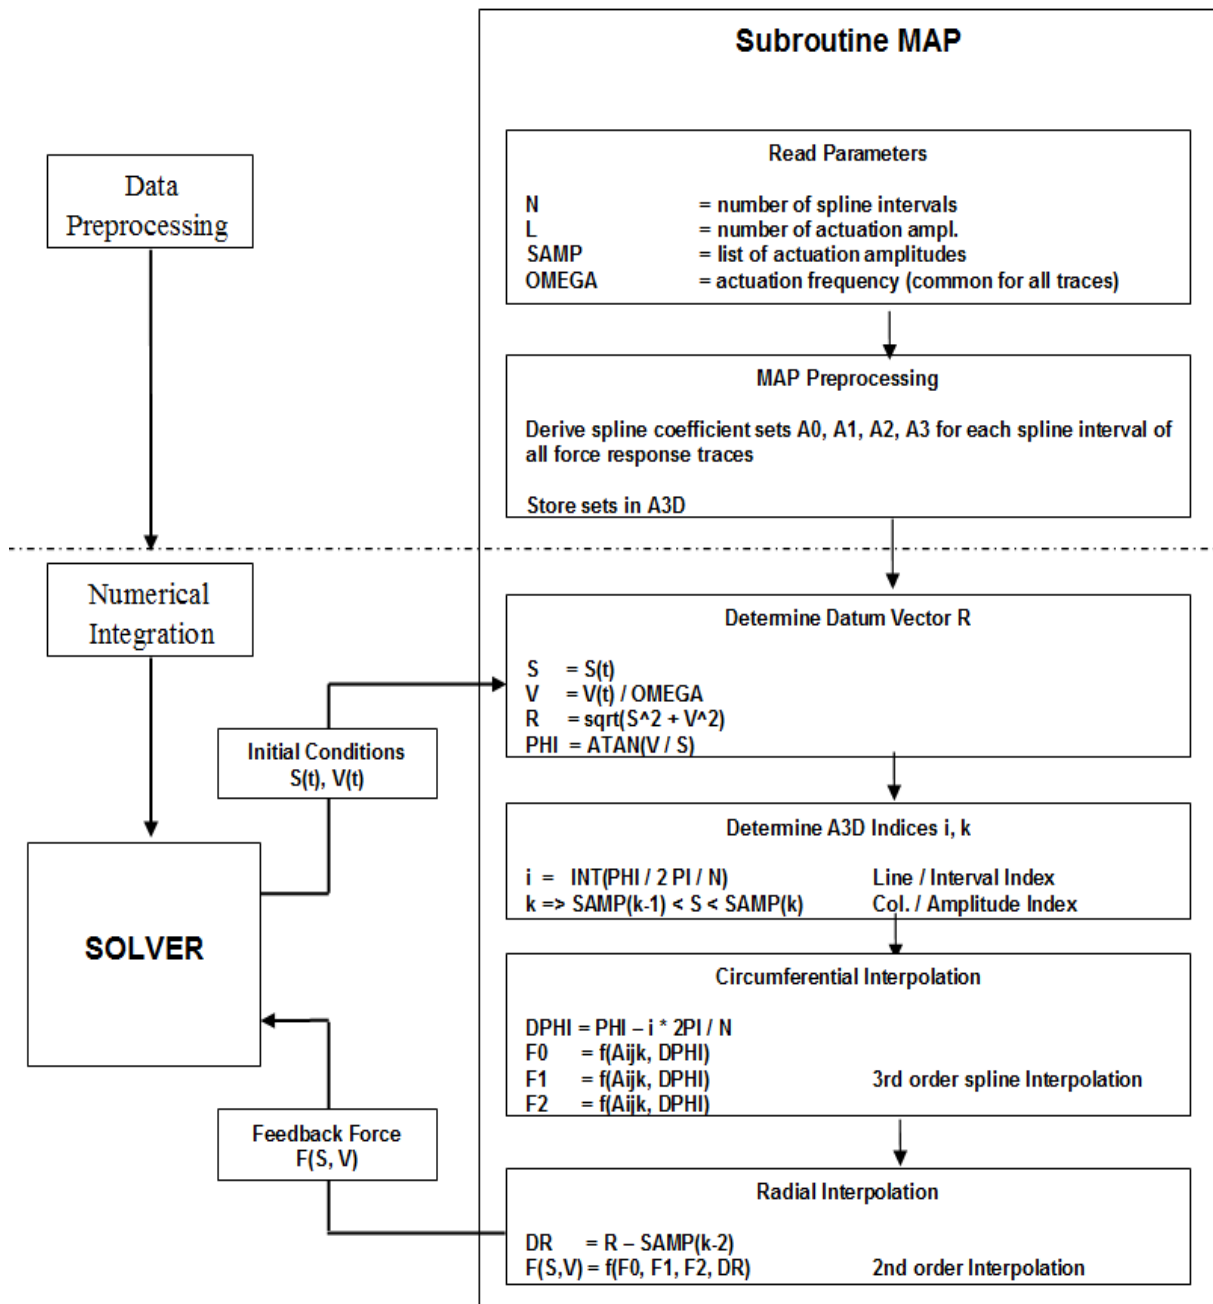 Subroutine MAP
Data
Preprocessing
Read Parameters
N = number of spline intervals
L = number of actuation ampl.
SAMP = list of actuation amplitudes
OMEGA = actuation frequency (common for all traces)
MAP Preprocessing
Derive spline coefficient sets A0, A1, A2, A3 for each spline interval of
all force response traces
Store sets in A3D
Numerical
Integration
Determine Datum Vector R
S = S(t)
V = V(t) / OMEGA
R = sqrt(S^2 + V^2)
PHI = ATAN(V / S)
Initial Conditions
S(t), V(t)
Determine A3D Indices i, k
i = INT(PHI / 2 PI / N) Line / Interval Index
k => SAMP(k-1) < S < SAMP(k) Col. / Amplitude Index
SOLVER
Circumferential Interpolation
DPHI = PHI – i * 2PI / N
F0 = f(Aijk, DPHI)
F1 = f(Aijk, DPHI) 3rd order spline Interpolation
F2 = f(Aijk, DPHI)
Feedback Force
F(S, V)
Radial Interpolation
DR = R – SAMP(k-2)
F(S,V) = f(F0, F1, F2, DR) 2nd order Interpolation